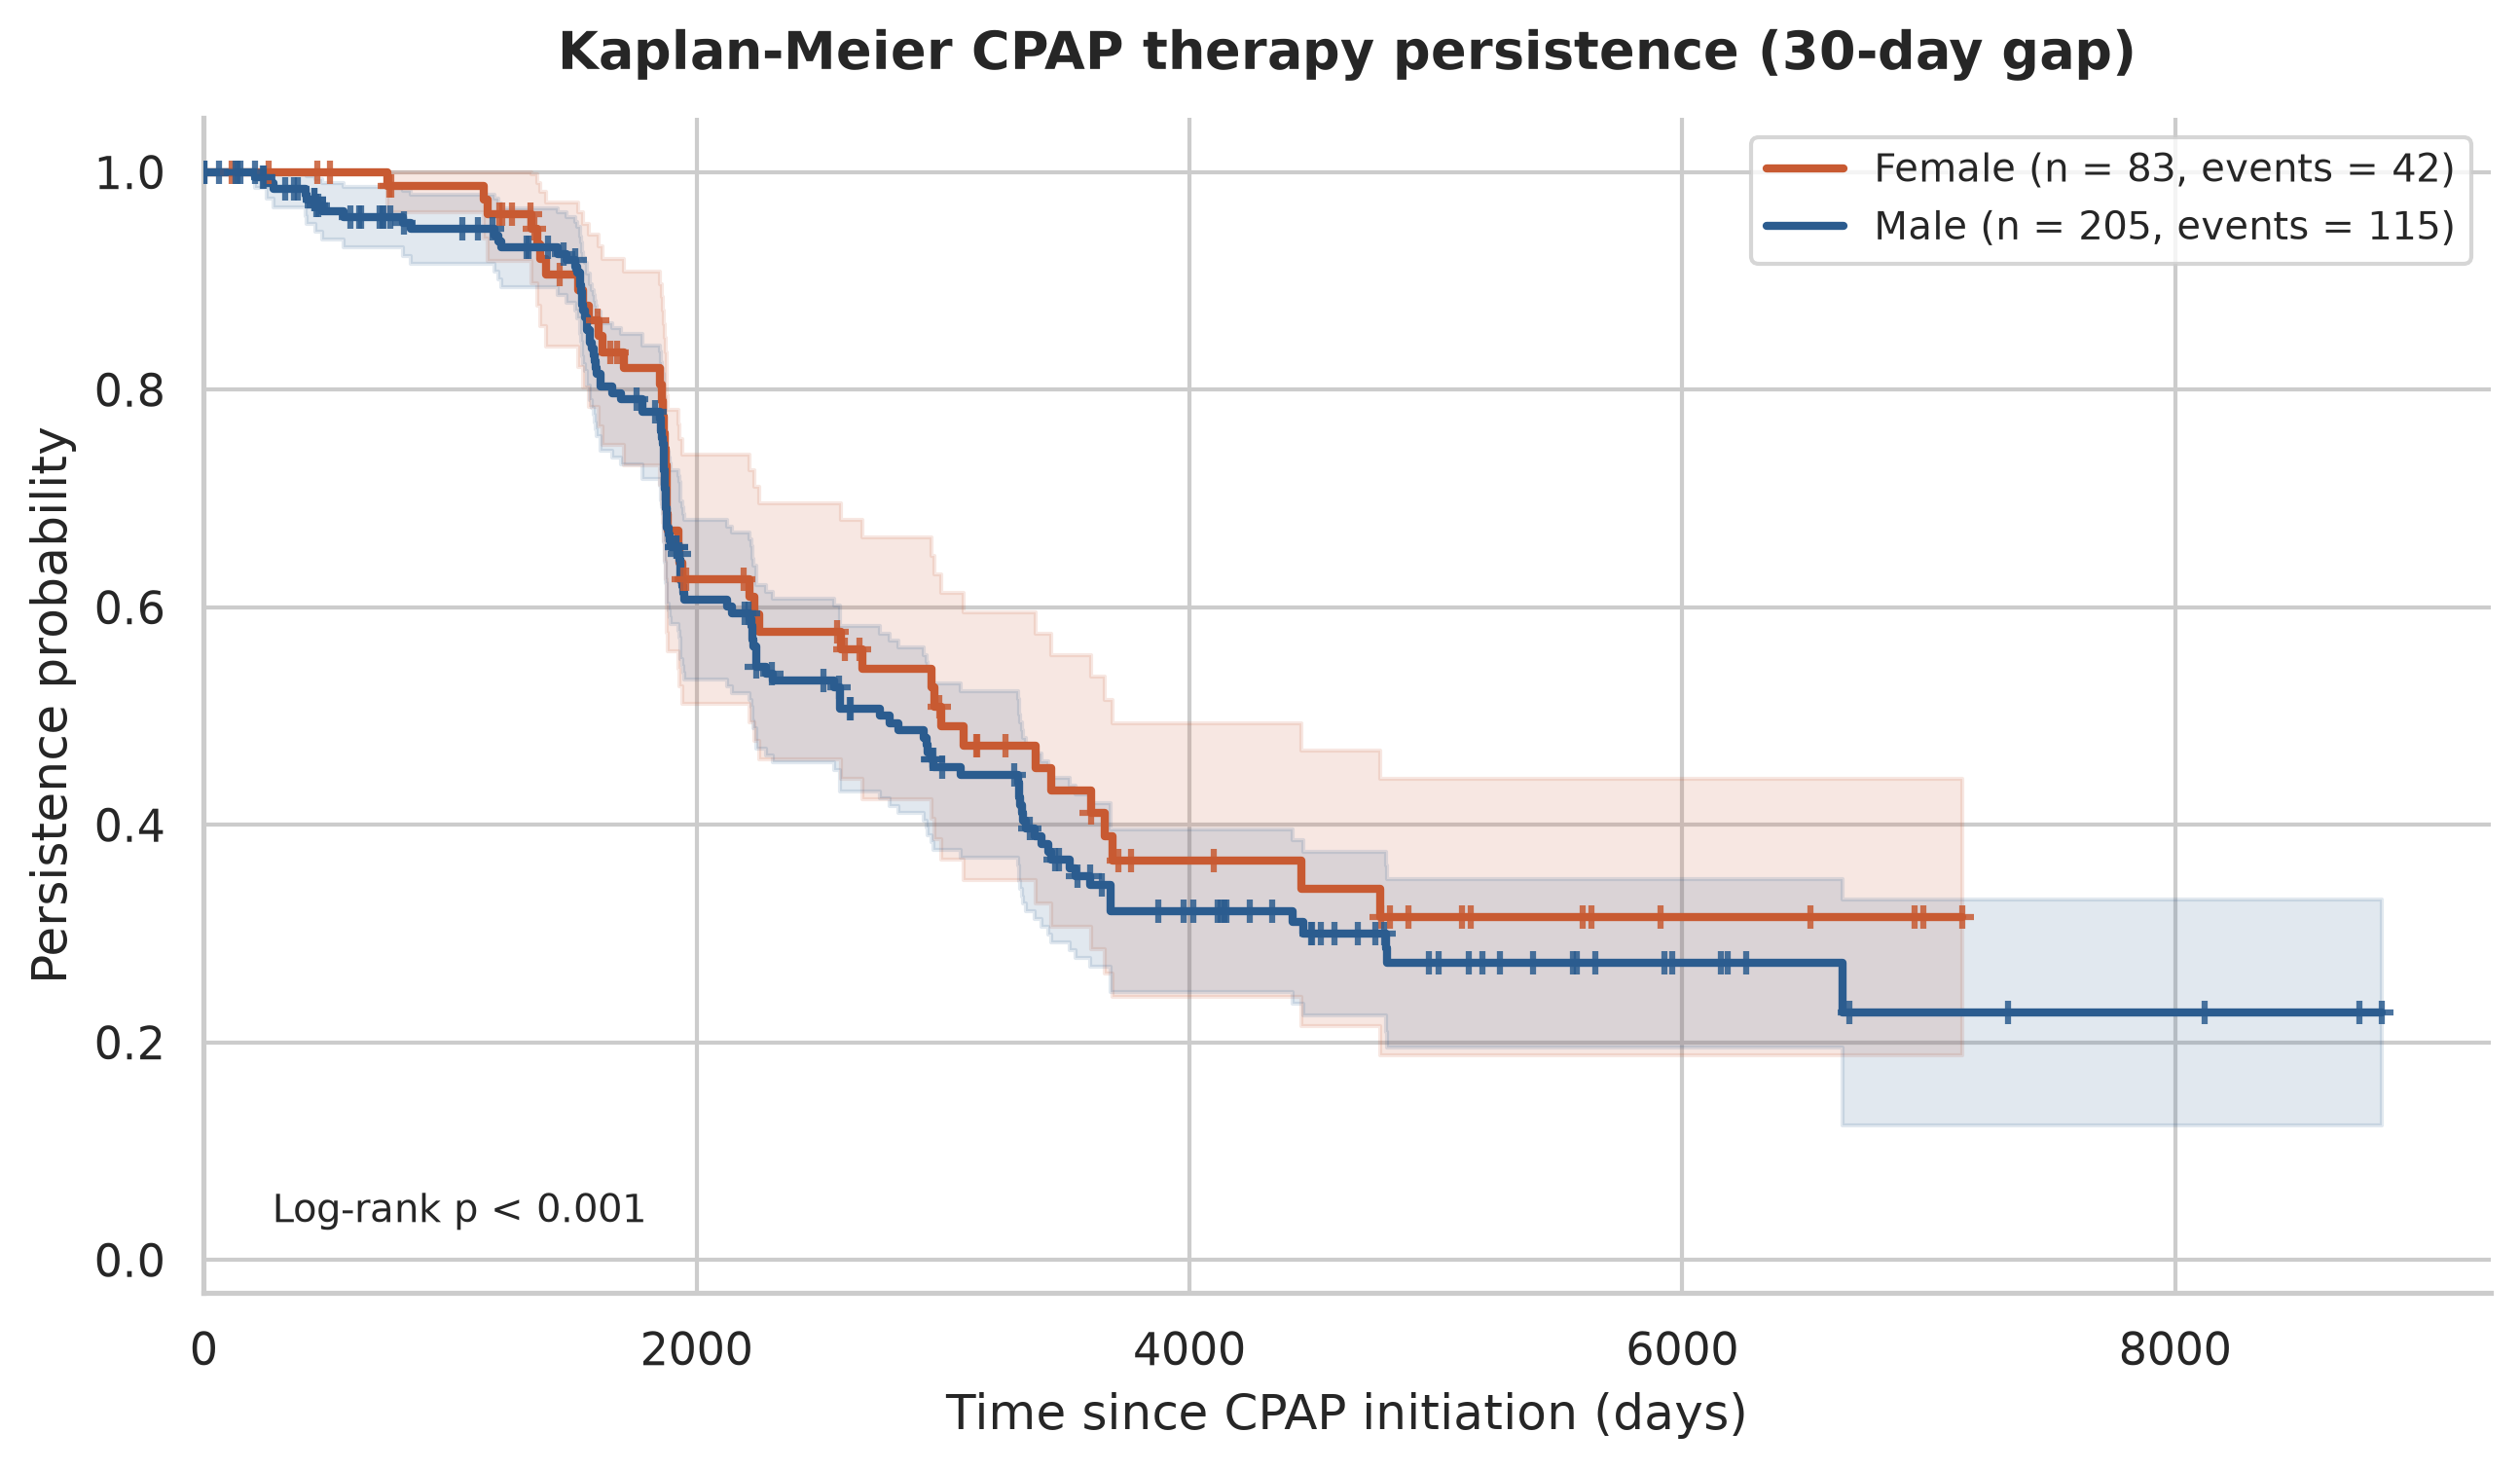 Kaplan-Meier CPAP therapy persistence (30-day gap)
Female (n = 83, events = 42)
Male (n = 205, events = 115)
Persistence probability
1.0
0.8
0.6
0.4
0.2
0.0
Log-rank p < 0.001
0 2000 4000 6000 8000
Time since CPAP initiation (days)